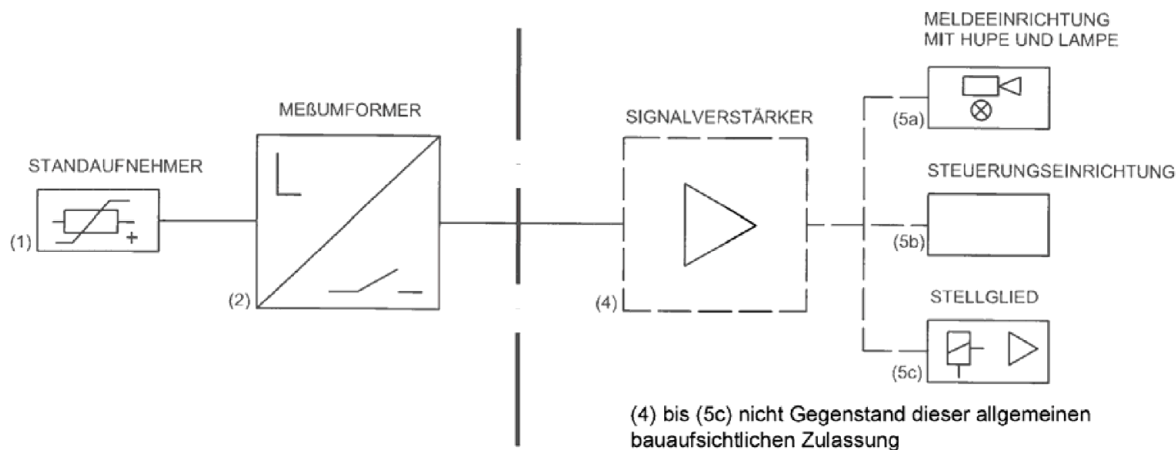 STANDAUFNEHMER
(1)
+
MEßUMFORMER
(2)
SIGNALVERSTÄRKER
(4)
MELDEEINRICHTUNG
MIT HUPE UND LAMPE
(5a)
STEUERUNGSEINRICHTUNG
(5b)
STELLGLIED
(5c)
(4) bis (5c) nicht Gegenstand dieser allgemeinen
bauaufsichtlichen Zulassung